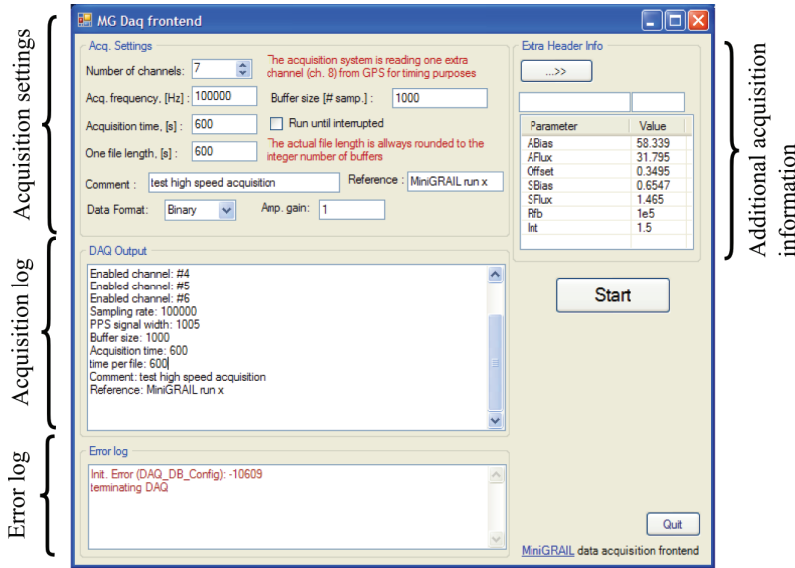 MG Daq frontend
Acq. Settings
Number of channels: 7
The acquisition system is reading one extra
channel (ch. 8) from GPS for timing purposes
Acq. frequency, [Hz] : 100000
Buffer size [# samp.] : 1000
Acquisition time, [s] : 600
Run until interrupted
One file length, [s] : 600
The actual file length is allways rounded to the
integer number of buffers
Comment : test high speed acquisition
Reference : MiniGRAIL run x
Data Format: Binary
Amp. gain: 1
DAQ Output
Enabled channel: #4
Enabled channel: #5
Enabled channel: #6
Sampling rate: 100000
PPS signal width: 1005
Buffer size: 1000
Acquisition time: 600
time per file: 600
Comment: test high speed acquisition
Reference: MiniGRAIL run x
Error log
Init. Error (DAQ_DB_Config): -10609
terminating DAQ
Extra Header Info
...>>
Parameter Value
ABias 58.339
AFlux 31.795
Offset 0.3495
SBias 0.6547
SFlux 1.465
Rfb 1e5
Int 1.5
Start
Quit
MiniGRAIL data acquisition frontend
Acquisition settings
Acquisition log
Error log
Additional acquisition
information